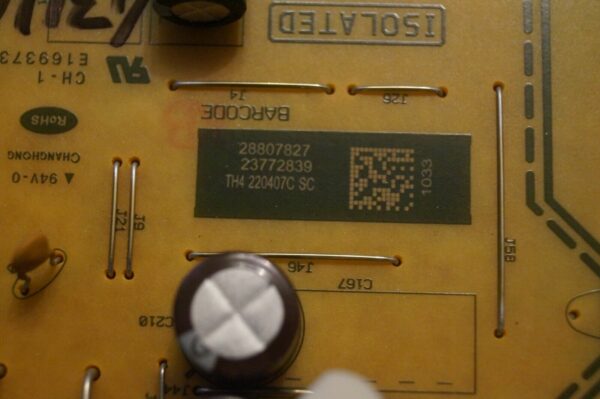 ISOLATED
E169373
CH-1
J4
J26
BARCODE
RoHS
28807827
23772839
TH4 220407C SC
1033
CHANGHONG
▲ 94V-0
J21
J9
J58
J46
C167
C210